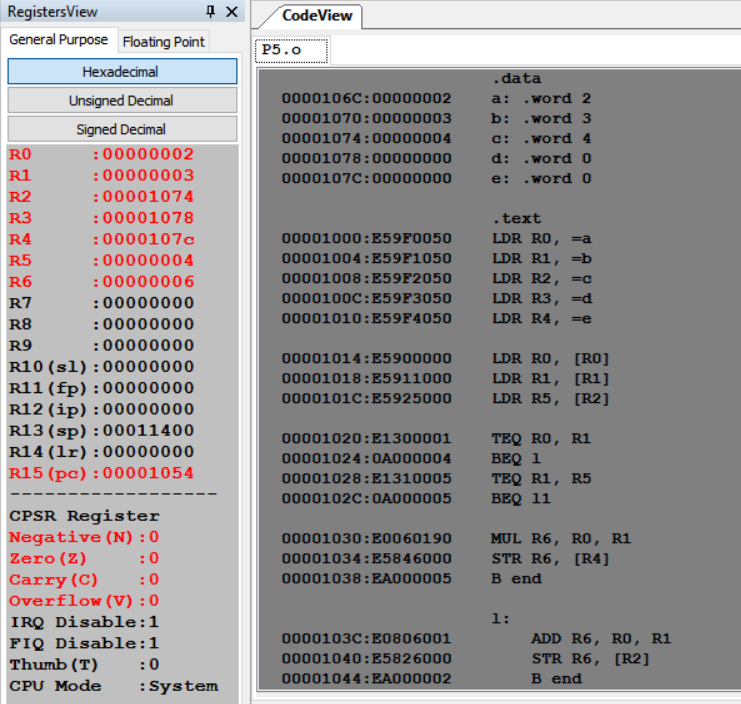 RegistersView
General Purpose Floating Point
Hexadecimal
Unsigned Decimal
Signed Decimal
R0 :00000002
R1 :00000003
R2 :00001074
R3 :00001078
R4 :0000107c
R5 :00000004
R6 :00000006
R7 :00000000
R8 :00000000
R9 :00000000
R10(sl):00000000
R11(fp):00000000
R12(ip):00000000
R13(sp):00011400
R14(lr):00000000
R15(pc):00001054
------------------
CPSR Register
Negative(N):0
Zero(Z) :0
Carry(C) :0
Overflow(V):0
IRQ Disable:1
FIQ Disable:1
Thumb(T) :0
CPU Mode :System
CodeView
P5.o
.data
0000106C:00000002 a: .word 2
00001070:00000003 b: .word 3
00001074:00000004 c: .word 4
00001078:00000000 d: .word 0
0000107C:00000000 e: .word 0
.text
00001000:E59F0050 LDR R0, =a
00001004:E59F1050 LDR R1, =b
00001008:E59F2050 LDR R2, =c
0000100C:E59F3050 LDR R3, =d
00001010:E59F4050 LDR R4, =e
00001014:E5900000 LDR R0, [R0]
00001018:E5911000 LDR R1, [R1]
0000101C:E5925000 LDR R5, [R2]
00001020:E1300001 TEQ R0, R1
00001024:0A000004 BEQ l
00001028:E1310005 TEQ R1, R5
0000102C:0A000005 BEQ l1
00001030:E0060190 MUL R6, R0, R1
00001034:E5846000 STR R6, [R4]
00001038:EA000005 B end
l:
0000103C:E0806001 ADD R6, R0, R1
00001040:E5826000 STR R6, [R2]
00001044:EA000002 B end